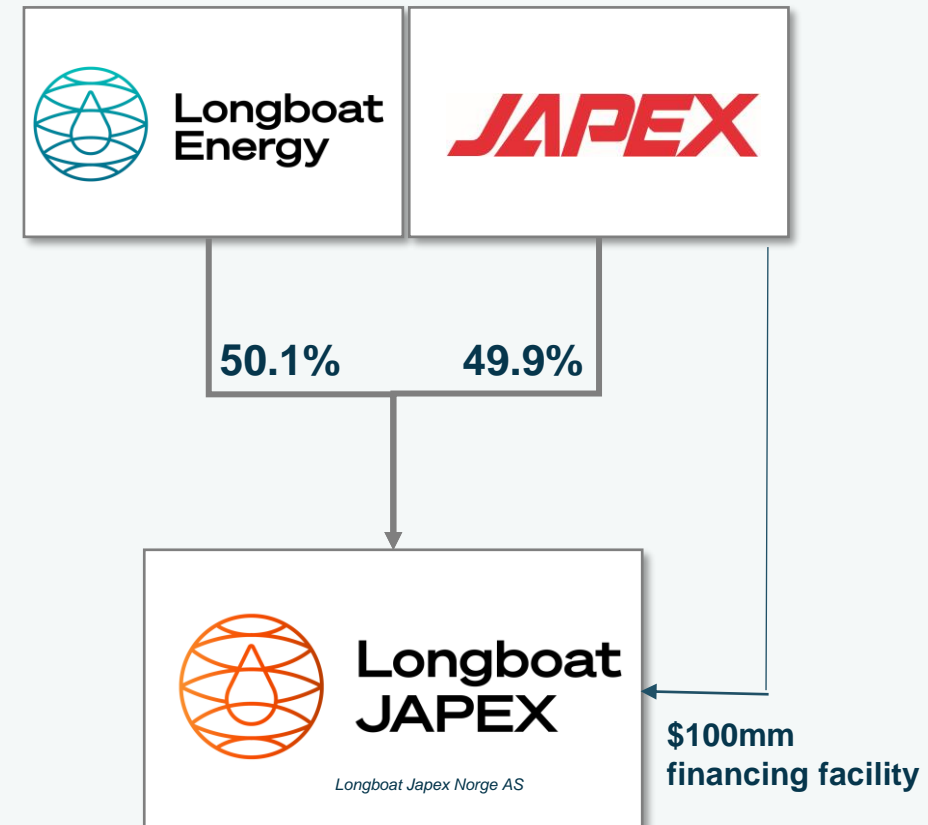 Longboat
Energy
JAPEX
50.1%
49.9%
Longboat
JAPEX
Longboat Japex Norge AS
$100mm
financing facility